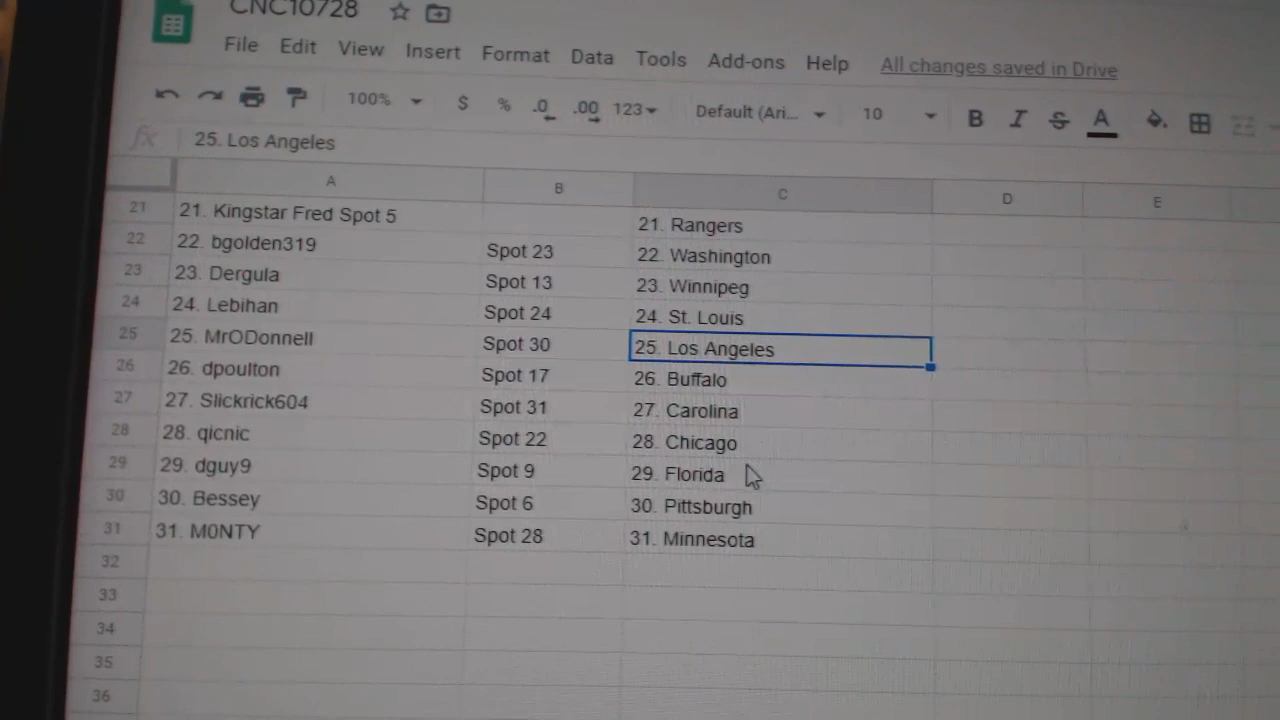 CNC10728
File Edit View Insert Format Data Tools Add-ons Help All changes saved in Drive
100% $ % .0 .00 123 Default (Ari... 10 B I S A
fx 25. Los Angeles
A B C D E
21 21. Kingstar Fred Spot 5 21. Rangers
22 22. bgolden319 Spot 23 22. Washington
23 23. Dergula Spot 13 23. Winnipeg
24 24. Lebihan Spot 24 24. St. Louis
25 25. MrODonnell Spot 30 25. Los Angeles
26 26. dpoulton Spot 17 26. Buffalo
27 27. Slickrick604 Spot 31 27. Carolina
28 28. qicnic Spot 22 28. Chicago
29 29. dguy9 Spot 9 29. Florida
30 30. Bessey Spot 6 30. Pittsburgh
31 31. M0NTY Spot 28 31. Minnesota
32
33
34
35
36